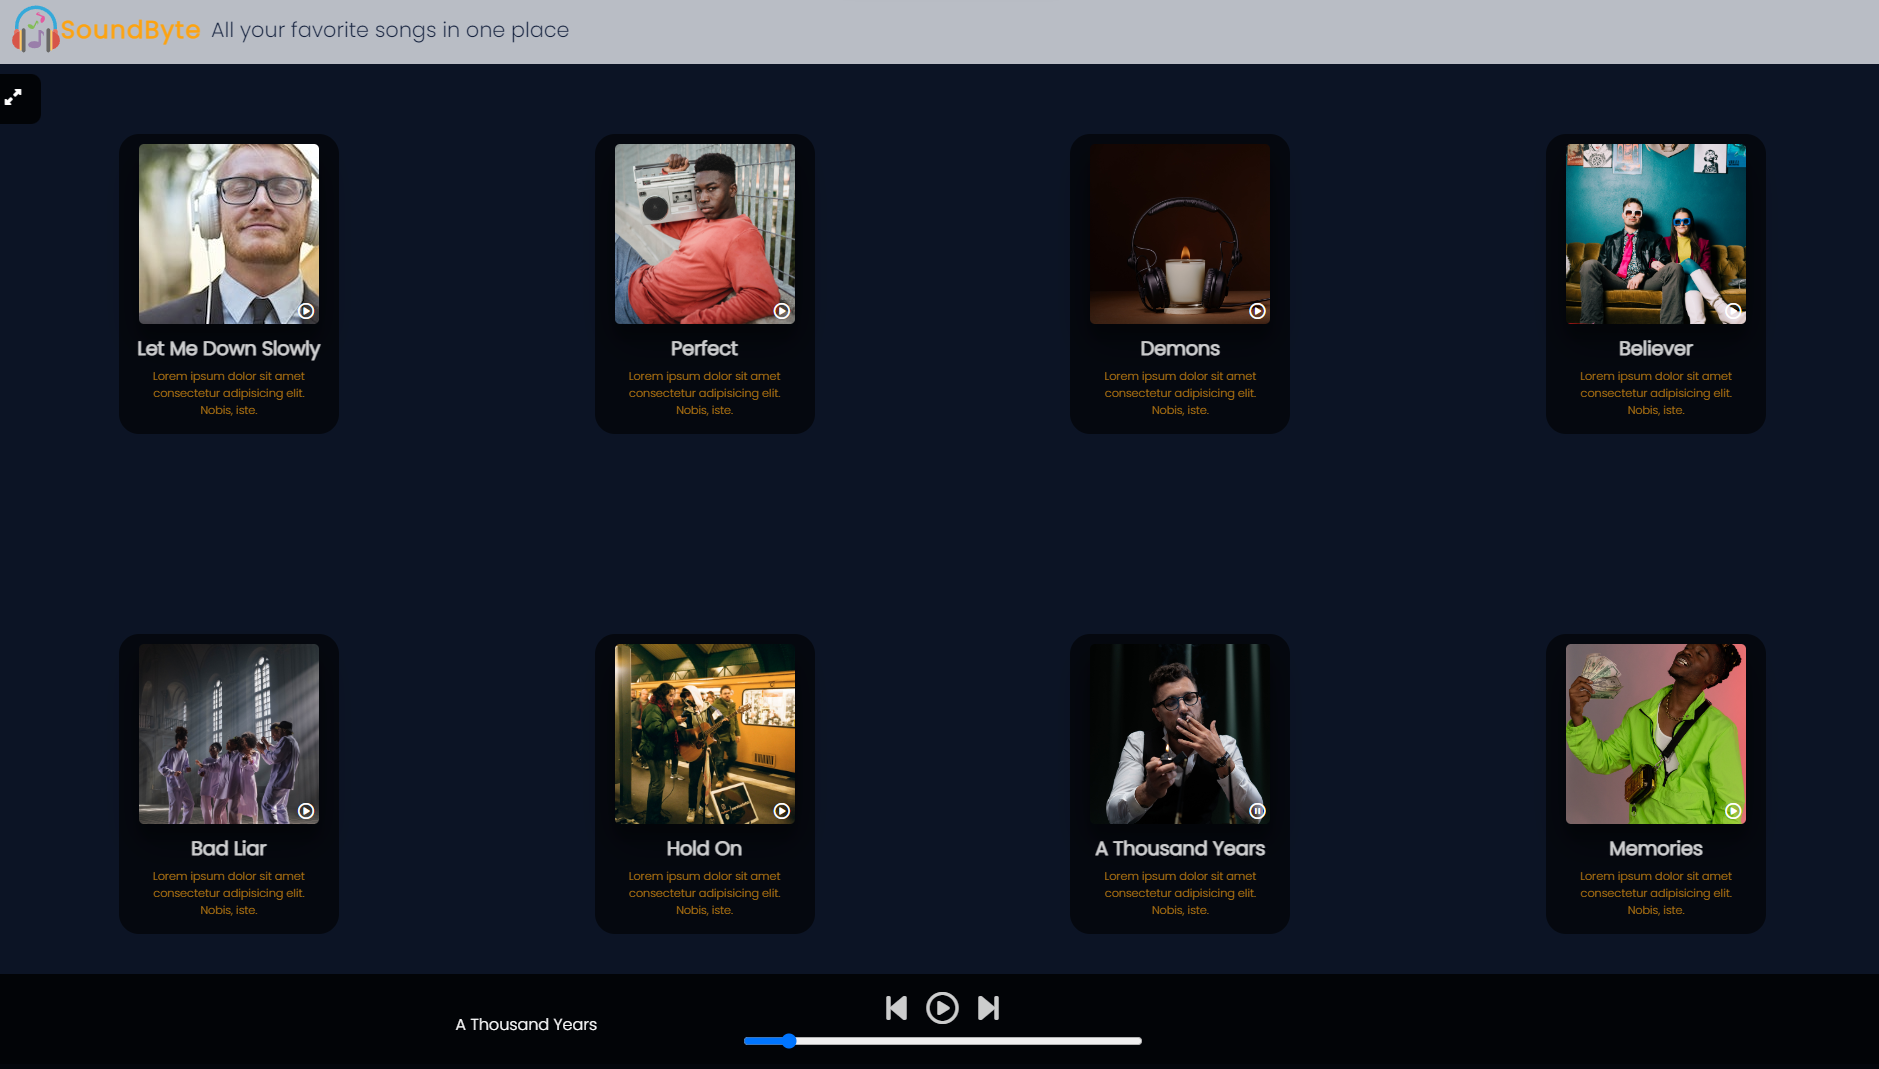 SoundByte All your favorite songs in one place
Let Me Down Slowly
Lorem ipsum dolor sit amet
consectetur adipisicing elit.
Nobis, iste.
Perfect
Lorem ipsum dolor sit amet
consectetur adipisicing elit.
Nobis, iste.
Demons
Lorem ipsum dolor sit amet
consectetur adipisicing elit.
Nobis, iste.
Believer
Lorem ipsum dolor sit amet
consectetur adipisicing elit.
Nobis, iste.
Bad Liar
Lorem ipsum dolor sit amet
consectetur adipisicing elit.
Nobis, iste.
Hold On
Lorem ipsum dolor sit amet
consectetur adipisicing elit.
Nobis, iste.
A Thousand Years
Lorem ipsum dolor sit amet
consectetur adipisicing elit.
Nobis, iste.
Memories
Lorem ipsum dolor sit amet
consectetur adipisicing elit.
Nobis, iste.
A Thousand Years